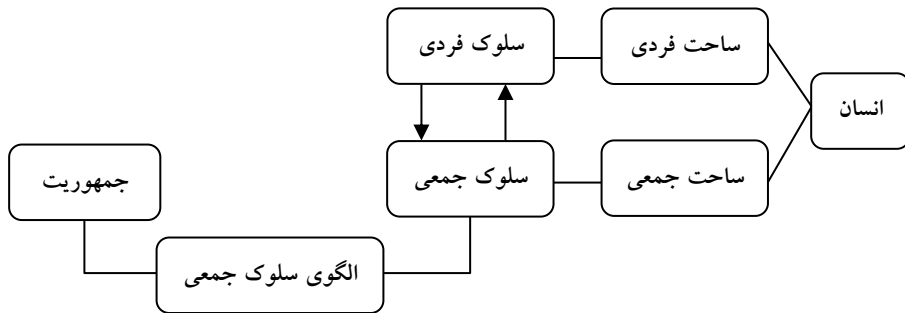 سلوک فردی
ساحت فردی
انسان
سلوک جمعی
ساحت جمعی
جمهوریت
الگوی سلوک جمعی